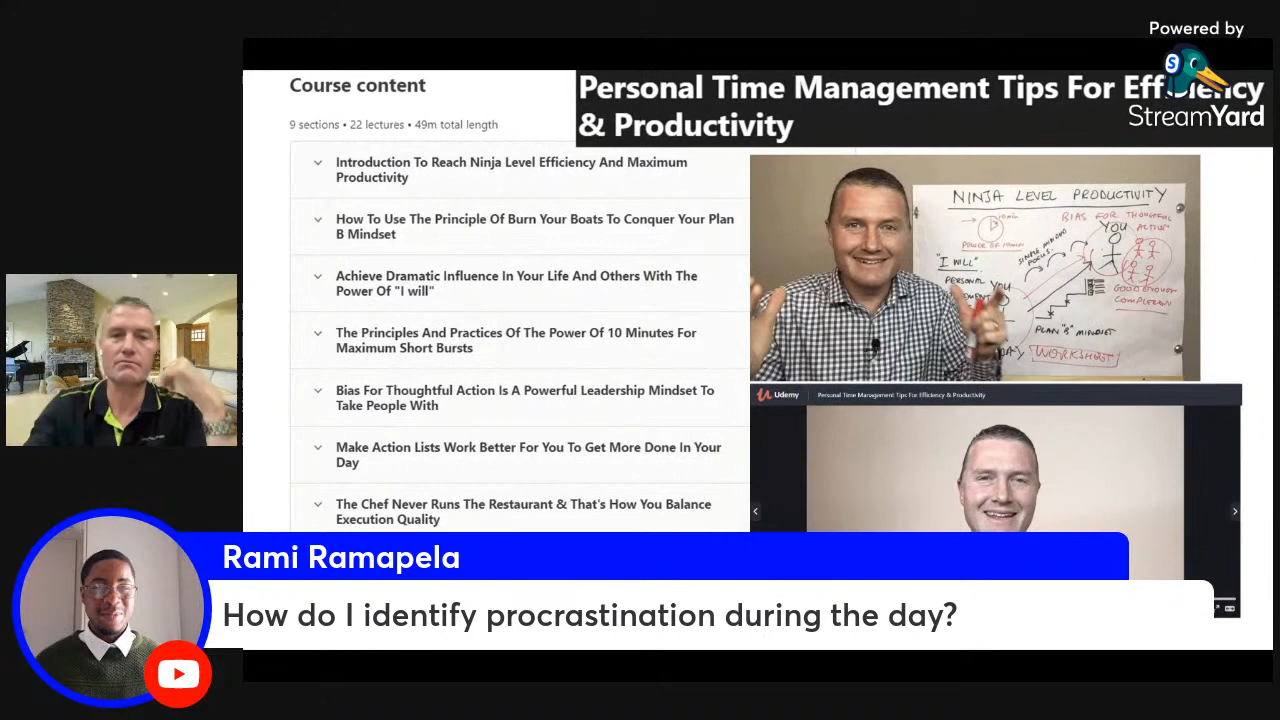 Powered by
StreamYard
Course content
9 sections • 22 lectures • 49m total length
Personal Time Management Tips For Efficiency
& Productivity
Introduction To Reach Ninja Level Efficiency And Maximum
Productivity
How To Use The Principle Of Burn Your Boats To Conquer Your Plan
B Mindset
Achieve Dramatic Influence In Your Life And Others With The
Power Of "I will"
The Principles And Practices Of The Power Of 10 Minutes For
Maximum Short Bursts
Bias For Thoughtful Action Is A Powerful Leadership Mindset To
Take People With
Make Action Lists Work Better For You To Get More Done In Your
Day
The Chef Never Runs The Restaurant & That's How You Balance
Execution Quality
NINJA LEVEL PRODUCTIVITY
BIAS FOR THOUGHTFUL
ACTION
YOU
POWER OF
"I WILL"
PERSONAL
YOU
GOOD ENOUGH
COMPLETION
PLAN "B" MINDSET
WORKSHEET
Udemy
Personal Time Management Tips For Efficiency & Productivity
Rami Ramapela
How do I identify procrastination during the day?